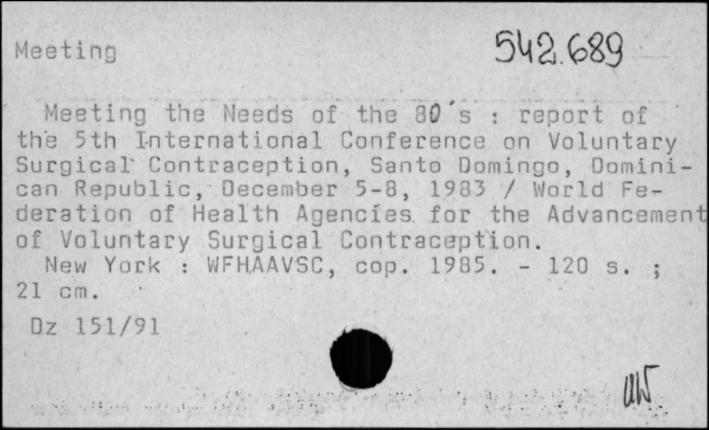 Meeting 542.689
Meeting the Needs of the 80´s : report of
the 5th International Conference on Voluntary
Surgical Contraception, Santo Domingo, Domini-
can Republic, December 5-8, 1983 / World Fe-
deration of Health Agencies for the Advancement
of Voluntary Surgical Contraception.
New York : WFHAAVSC, cop. 1985. - 120 s. ;
21 cm.
Dz 151/91
UW